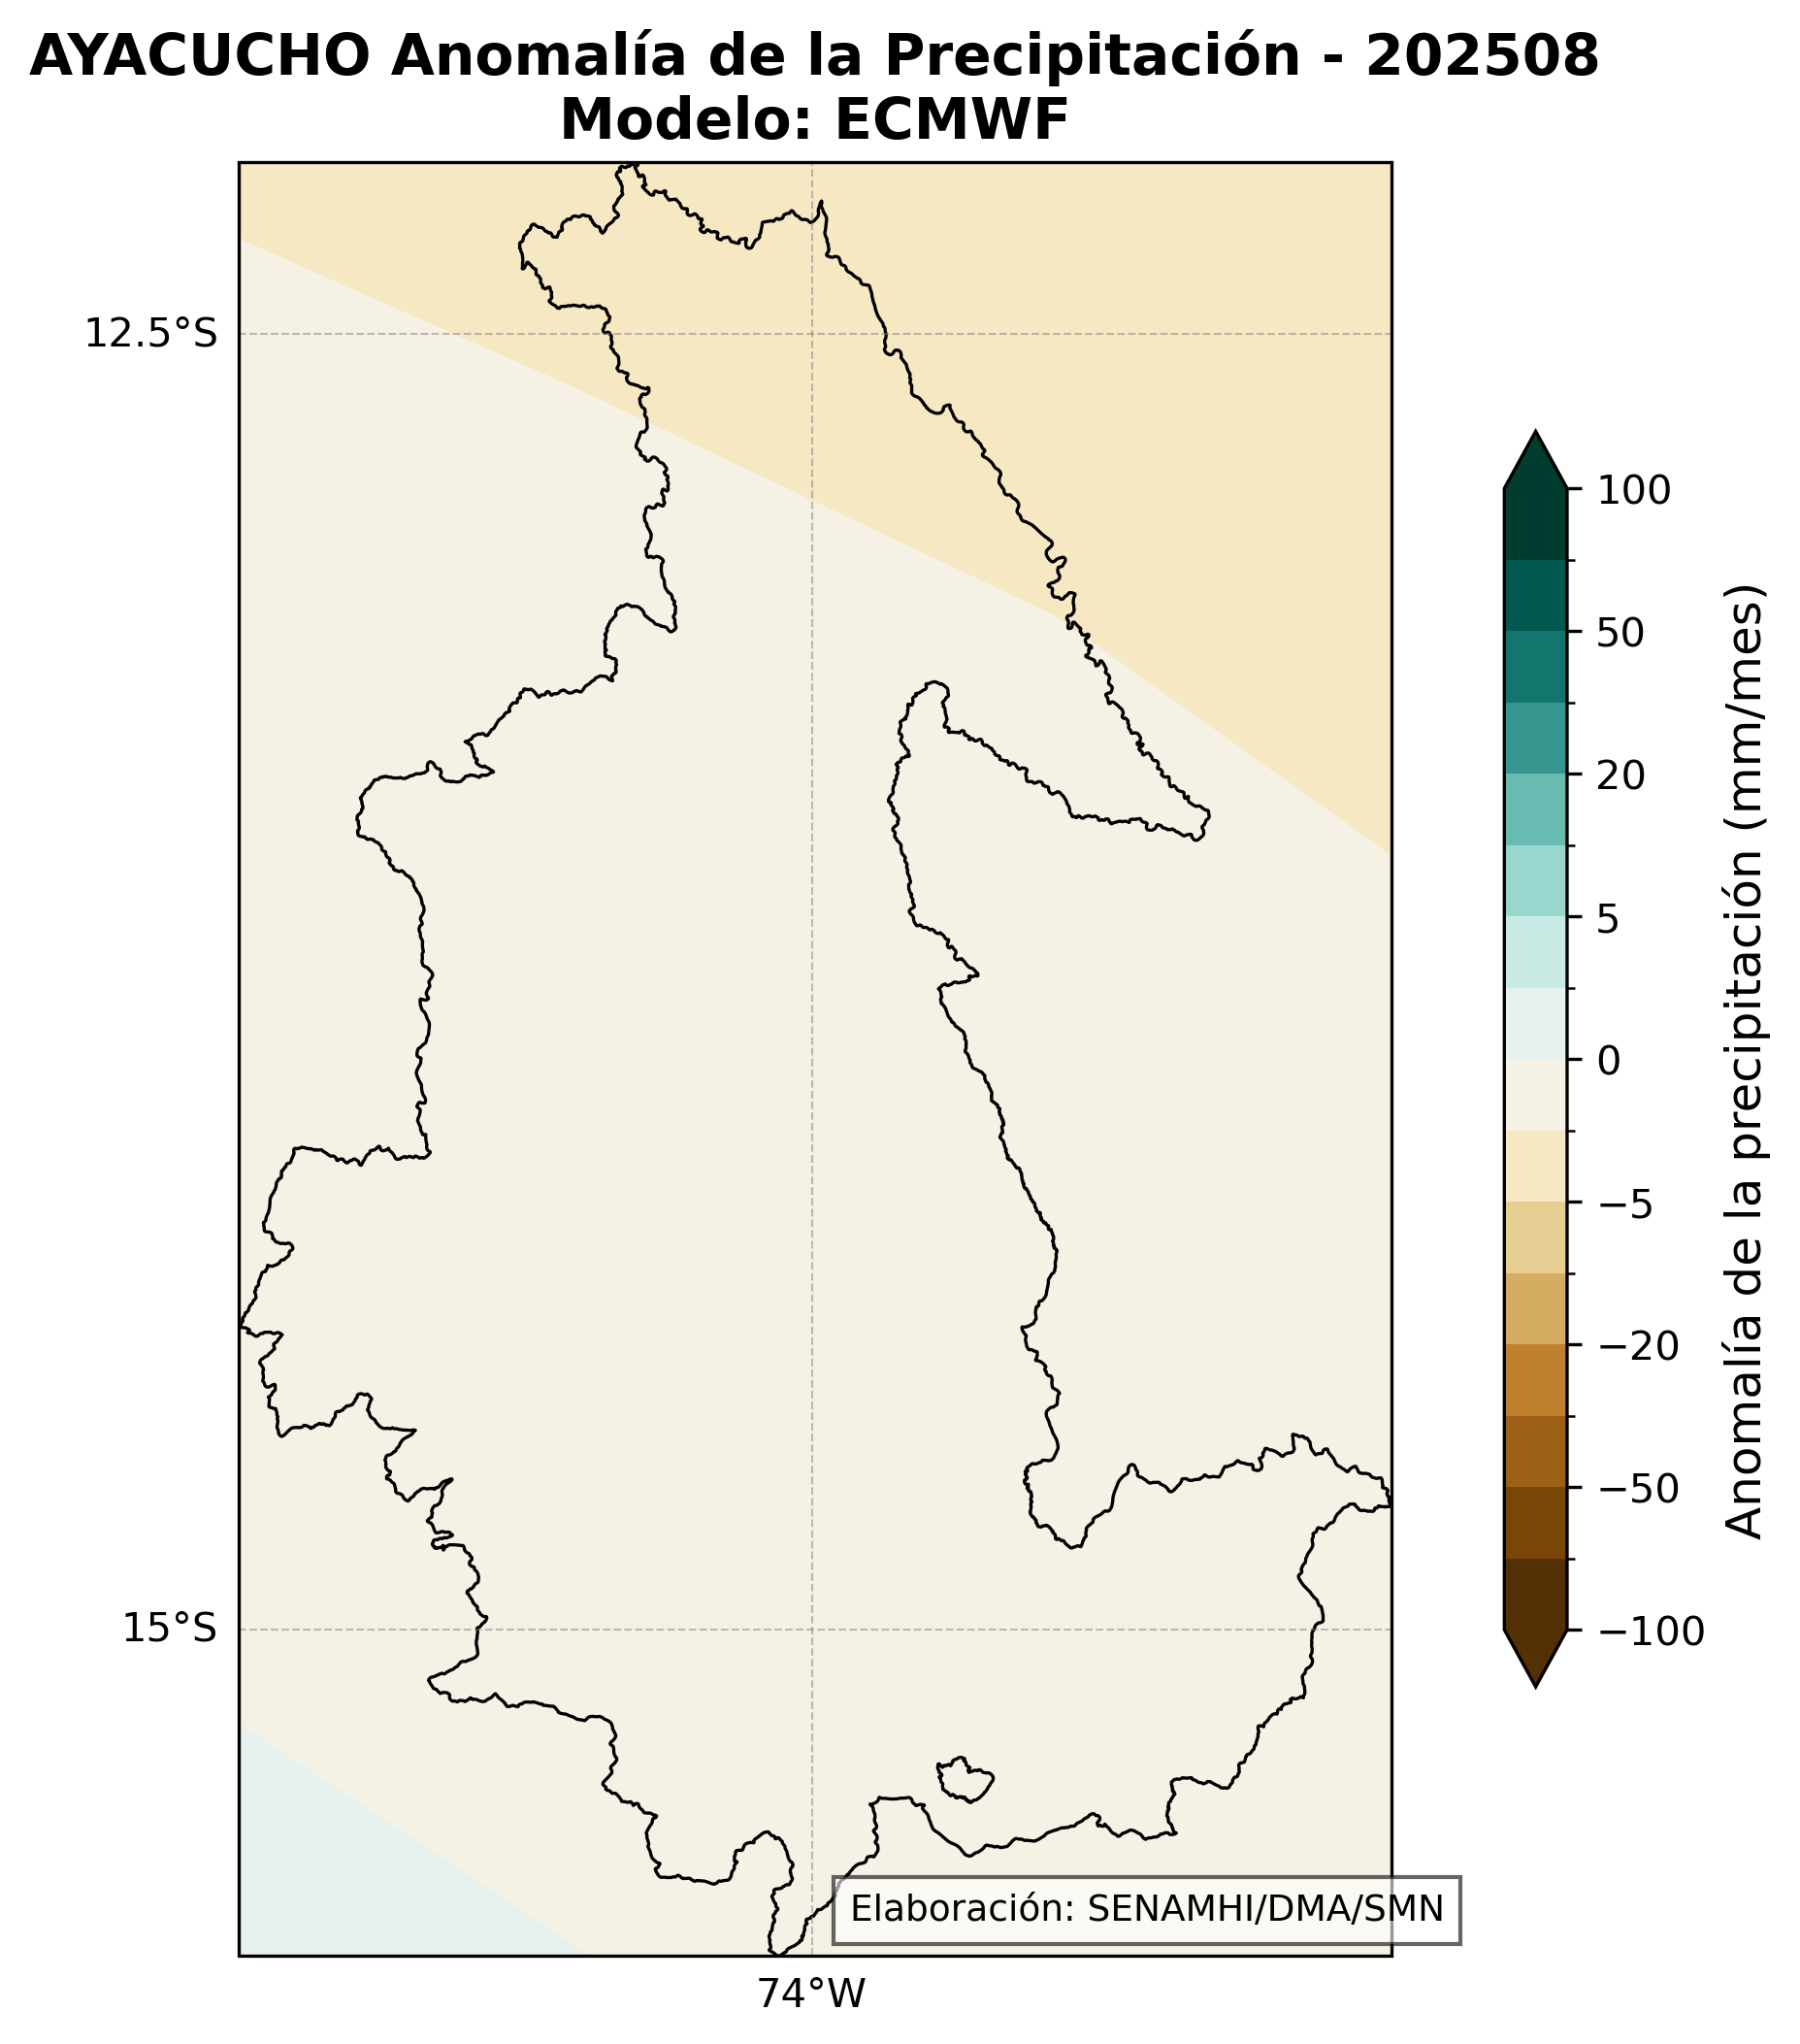 AYACUCHO Anomalía de la Precipitación - 202508
Modelo: ECMWF
12.5°S
15°S
74°W
100
50
20
5
0
−5
−20
−50
−100
Anomalía de la precipitación (mm/mes)
Elaboración: SENAMHI/DMA/SMN